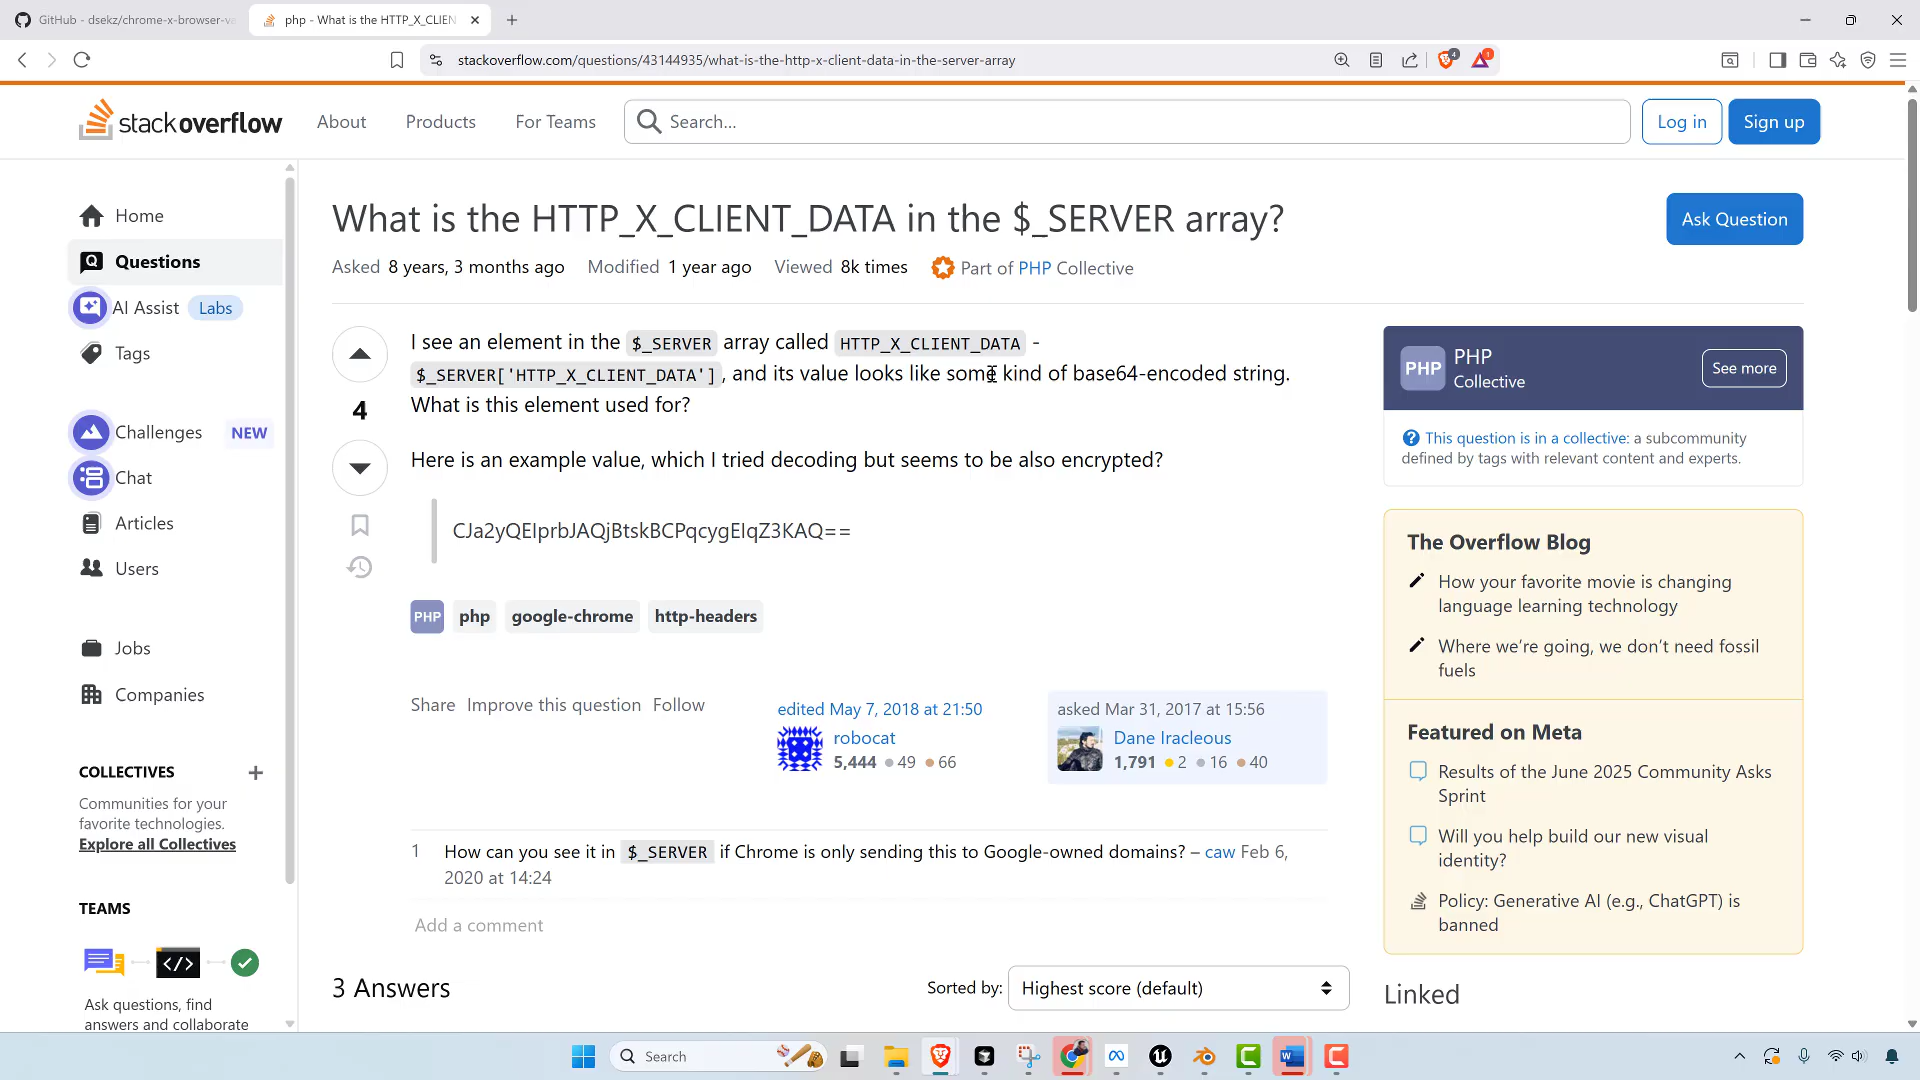 GitHub - dsekz/chrome-x-browser-va
php - What is the HTTP_X_CLIEN
stackoverflow.com/questions/43144935/what-is-the-http-x-client-data-in-the-server-array
4
1
stackoverflow
About
Products
For Teams
Search...
Log in
Sign up
Home
Questions
AI Assist Labs
Tags
Challenges NEW
Chat
Articles
Users
Jobs
Companies
COLLECTIVES
Communities for your
favorite technologies.
Explore all Collectives
TEAMS
Ask questions, find
answers and collaborate
What is the HTTP_X_CLIENT_DATA in the $_SERVER array?
Ask Question
Asked 8 years, 3 months ago Modified 1 year ago Viewed 8k times Part of PHP Collective
4
I see an element in the $_SERVER array called HTTP_X_CLIENT_DATA -
$_SERVER['HTTP_X_CLIENT_DATA'], and its value looks like some kind of base64-encoded string.
What is this element used for?
Here is an example value, which I tried decoding but seems to be also encrypted?
CJa2yQEIprbJAQjBtskBCPqcygEIqZ3KAQ==
PHP php google-chrome http-headers
Share Improve this question Follow
edited May 7, 2018 at 21:50
robocat
5,444 49 66
asked Mar 31, 2017 at 15:56
Dane Iracleous
1,791 2 16 40
1 How can you see it in $_SERVER if Chrome is only sending this to Google-owned domains? – caw Feb 6,
2020 at 14:24
Add a comment
3 Answers
Sorted by: Highest score (default)
PHP
PHP
Collective
See more
This question is in a collective: a subcommunity
defined by tags with relevant content and experts.
The Overflow Blog
How your favorite movie is changing
language learning technology
Where we're going, we don't need fossil
fuels
Featured on Meta
Results of the June 2025 Community Asks
Sprint
Will you help build our new visual
identity?
Policy: Generative AI (e.g., ChatGPT) is
banned
Linked
Search